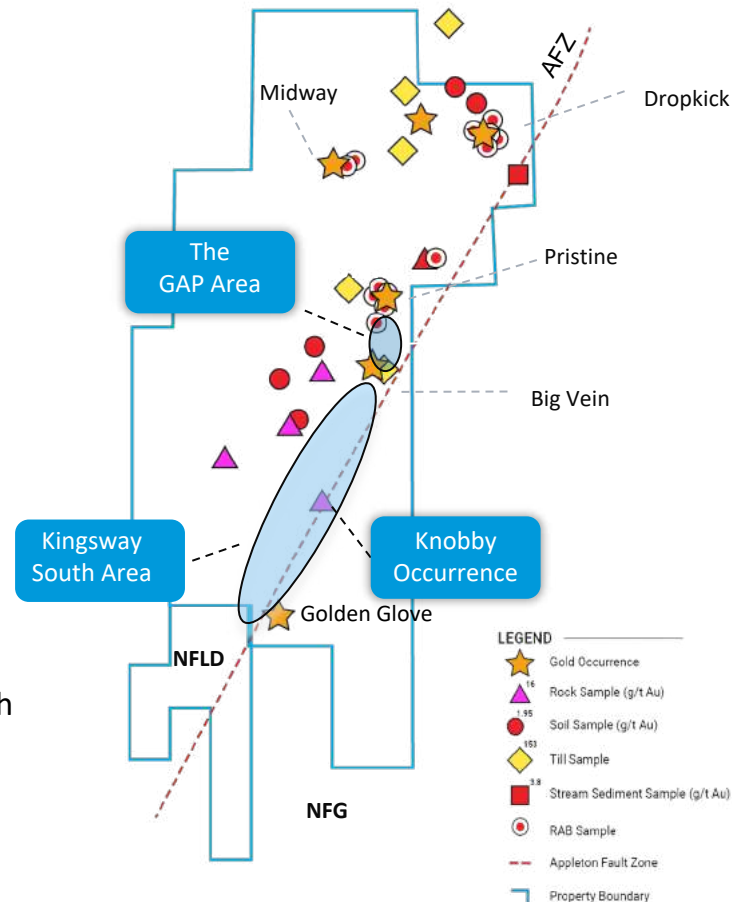 AFZ
Midway
Dropkick
The
GAP Area
Pristine
Big Vein
Kingsway
South Area
Knobby
Occurrence
Golden Glove
NFLD
h
NFG
LEGEND
Gold Occurrence
16
Rock Sample (g/t Au)
1.95
Soil Sample (g/t Au)
153
Till Sample
3.8
Stream Sediment Sample (g/t Au)
RAB Sample
Appleton Fault Zone
Property Boundary